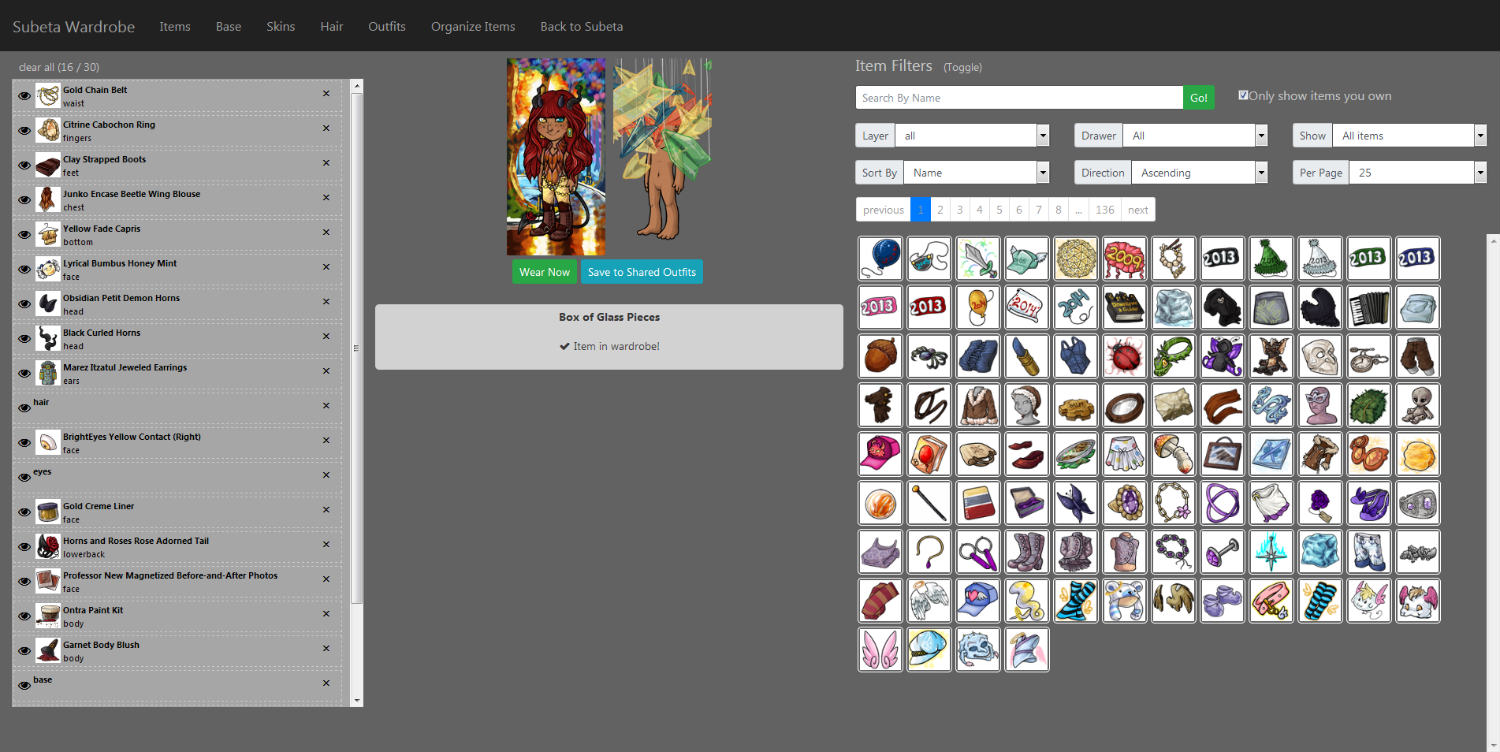 Subeta Wardrobe Items Base Skins Hair Outfits Organize Items Back to Subeta
clear all (16 / 30)
Gold Chain Belt
waist
Citrine Cabochon Ring
fingers
Clay Strapped Boots
feet
Junko Encase Beetle Wing Blouse
chest
Yellow Fade Capris
bottom
Lyrical Bumbus Honey Mint
face
Obsidian Petit Demon Horns
head
Black Curled Horns
head
Marez Itzatul Jeweled Earrings
ears
hair
BrightEyes Yellow Contact (Right)
face
eyes
Gold Creme Liner
face
Horns and Roses Rose Adorned Tail
lowerback
Professor New Magnetized Before-and-After Photos
face
Ontra Paint Kit
body
Garnet Body Blush
body
base
Wear Now Save to Shared Outfits
Box of Glass Pieces
Item in wardrobe!
Item Filters (Toggle)
Search By Name Go! Only show items you own
Layer all Drawer All Show All items
Sort By Name Direction Ascending Per Page 25
previous 1 2 3 4 5 6 7 8 ... 136 next
2009 2013 2013 2013 2013 2013
2013 2013 2014 2014 2014